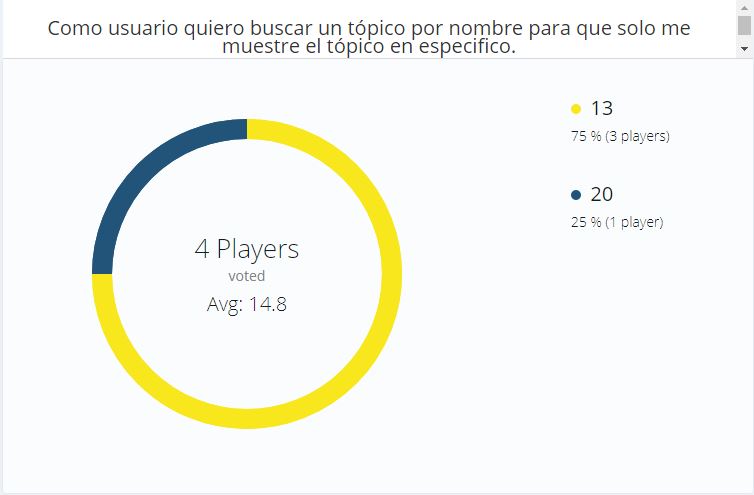 Como usuario quiero buscar un tópico por nombre para que solo me
muestre el tópico en especifico.
4 Players
voted
Avg: 14.8
13
75 % (3 players)
20
25 % (1 player)